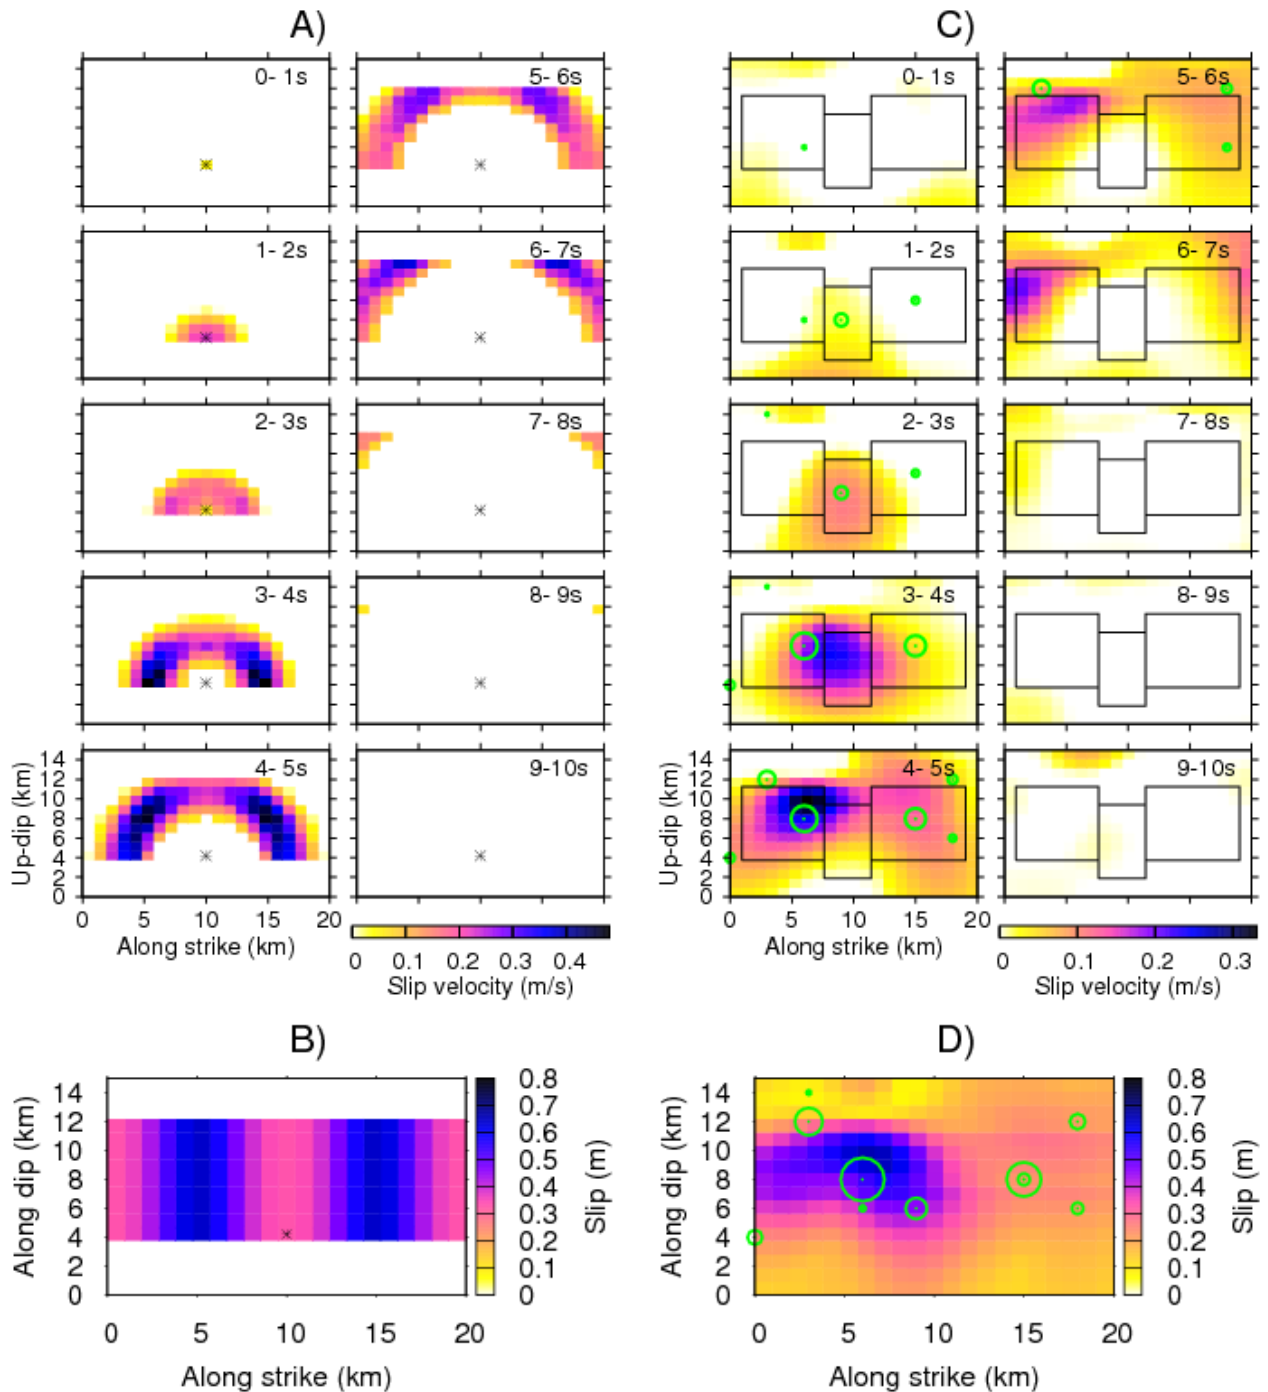 A)
C)
0- 1s
5- 6s
0- 1s
5- 6s
1- 2s
6- 7s
1- 2s
6- 7s
2- 3s
7- 8s
2- 3s
7- 8s
3- 4s
8- 9s
3- 4s
8- 9s
4- 5s
9-10s
4- 5s
9-10s
Up-dip (km)
14
12
10
8
6
4
2
0
Up-dip (km)
14
12
10
8
6
4
2
0
0 5 10 15 20
Along strike (km)
0 0.1 0.2 0.3 0.4
Slip velocity (m/s)
0 5 10 15 20
Along strike (km)
0 0.1 0.2 0.3
Slip velocity (m/s)
B)
D)
Along dip (km)
14
12
10
8
6
4
2
0
0 5 10 15 20
Along strike (km)
0.8
0.7
0.6
0.5
0.4
0.3
0.2
0.1
0
Slip (m)
Along dip (km)
14
12
10
8
6
4
2
0
0 5 10 15 20
Along strike (km)
0.8
0.7
0.6
0.5
0.4
0.3
0.2
0.1
0
Slip (m)